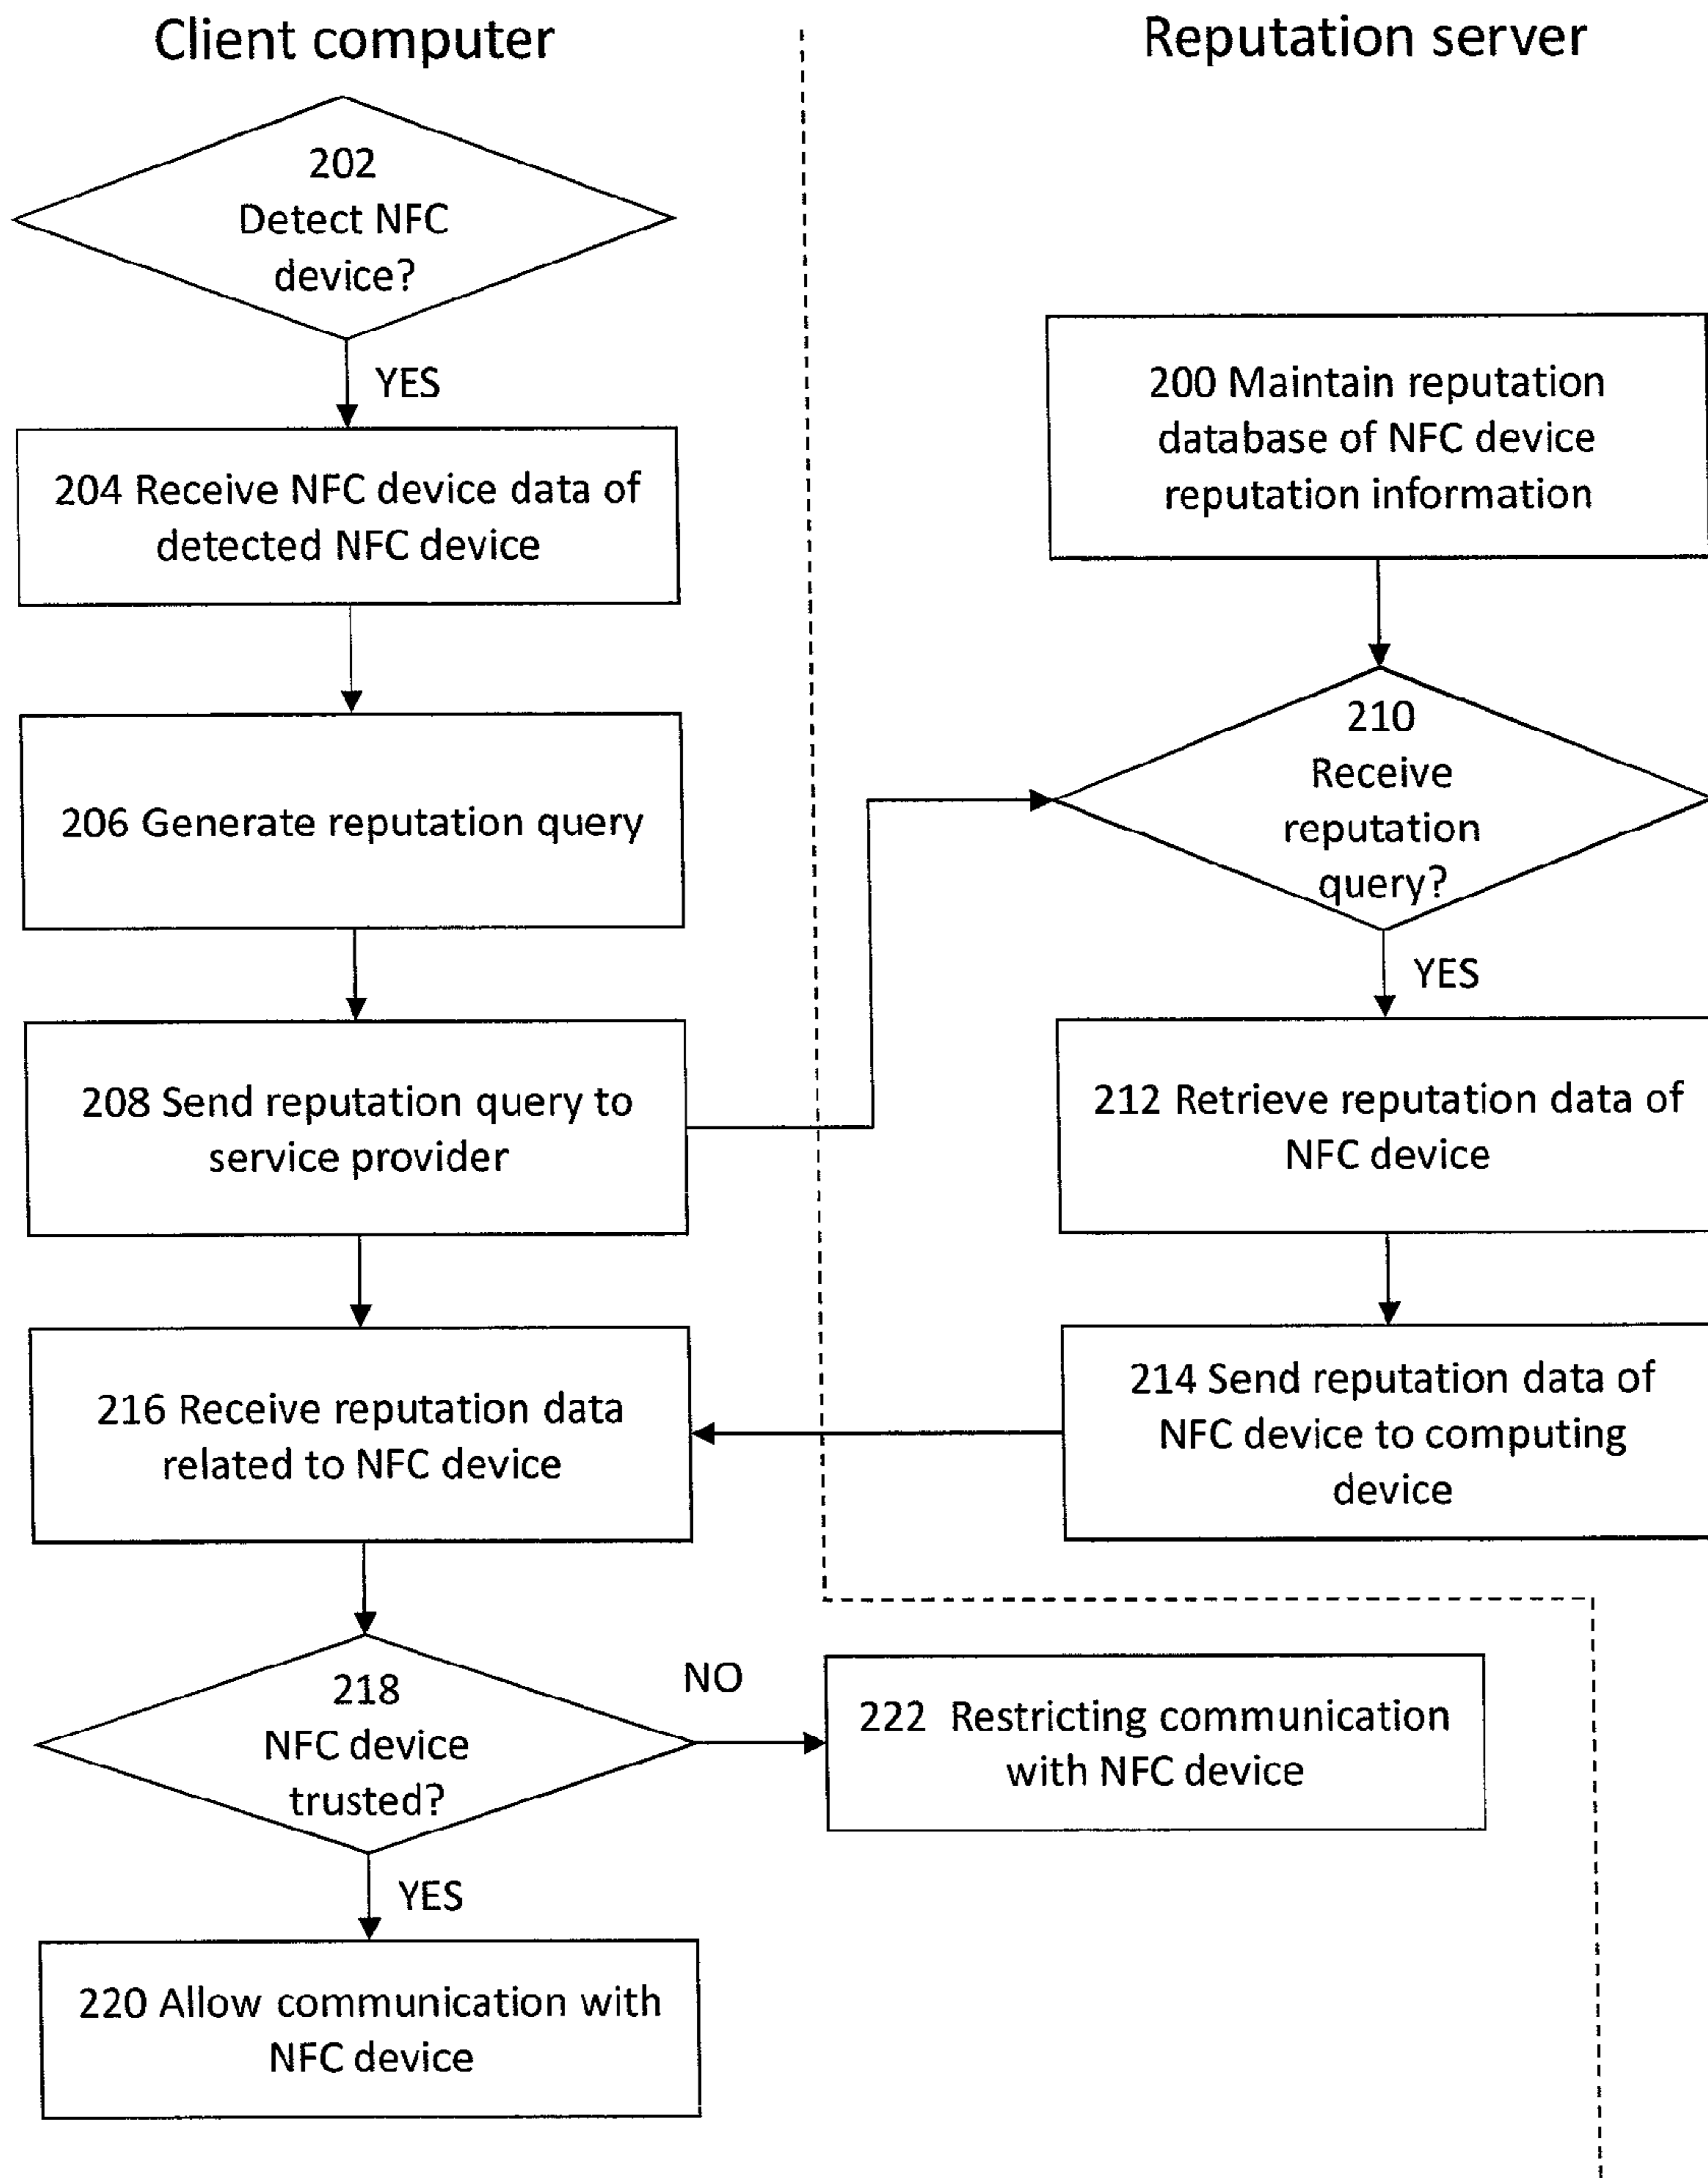 Client computer
Reputation server
202
Detect NFC
device?
YES
204 Receive NFC device data of
detected NFC device
206 Generate reputation query
208 Send reputation query to
service provider
200 Maintain reputation
database of NFC device
reputation information
210
Receive
reputation
query?
YES
212 Retrieve reputation data of
NFC device
214 Send reputation data of
NFC device to computing
device
216 Receive reputation data
related to NFC device
218
NFC device
trusted?
NO
222 Restricting communication
with NFC device
YES
220 Allow communication with
NFC device